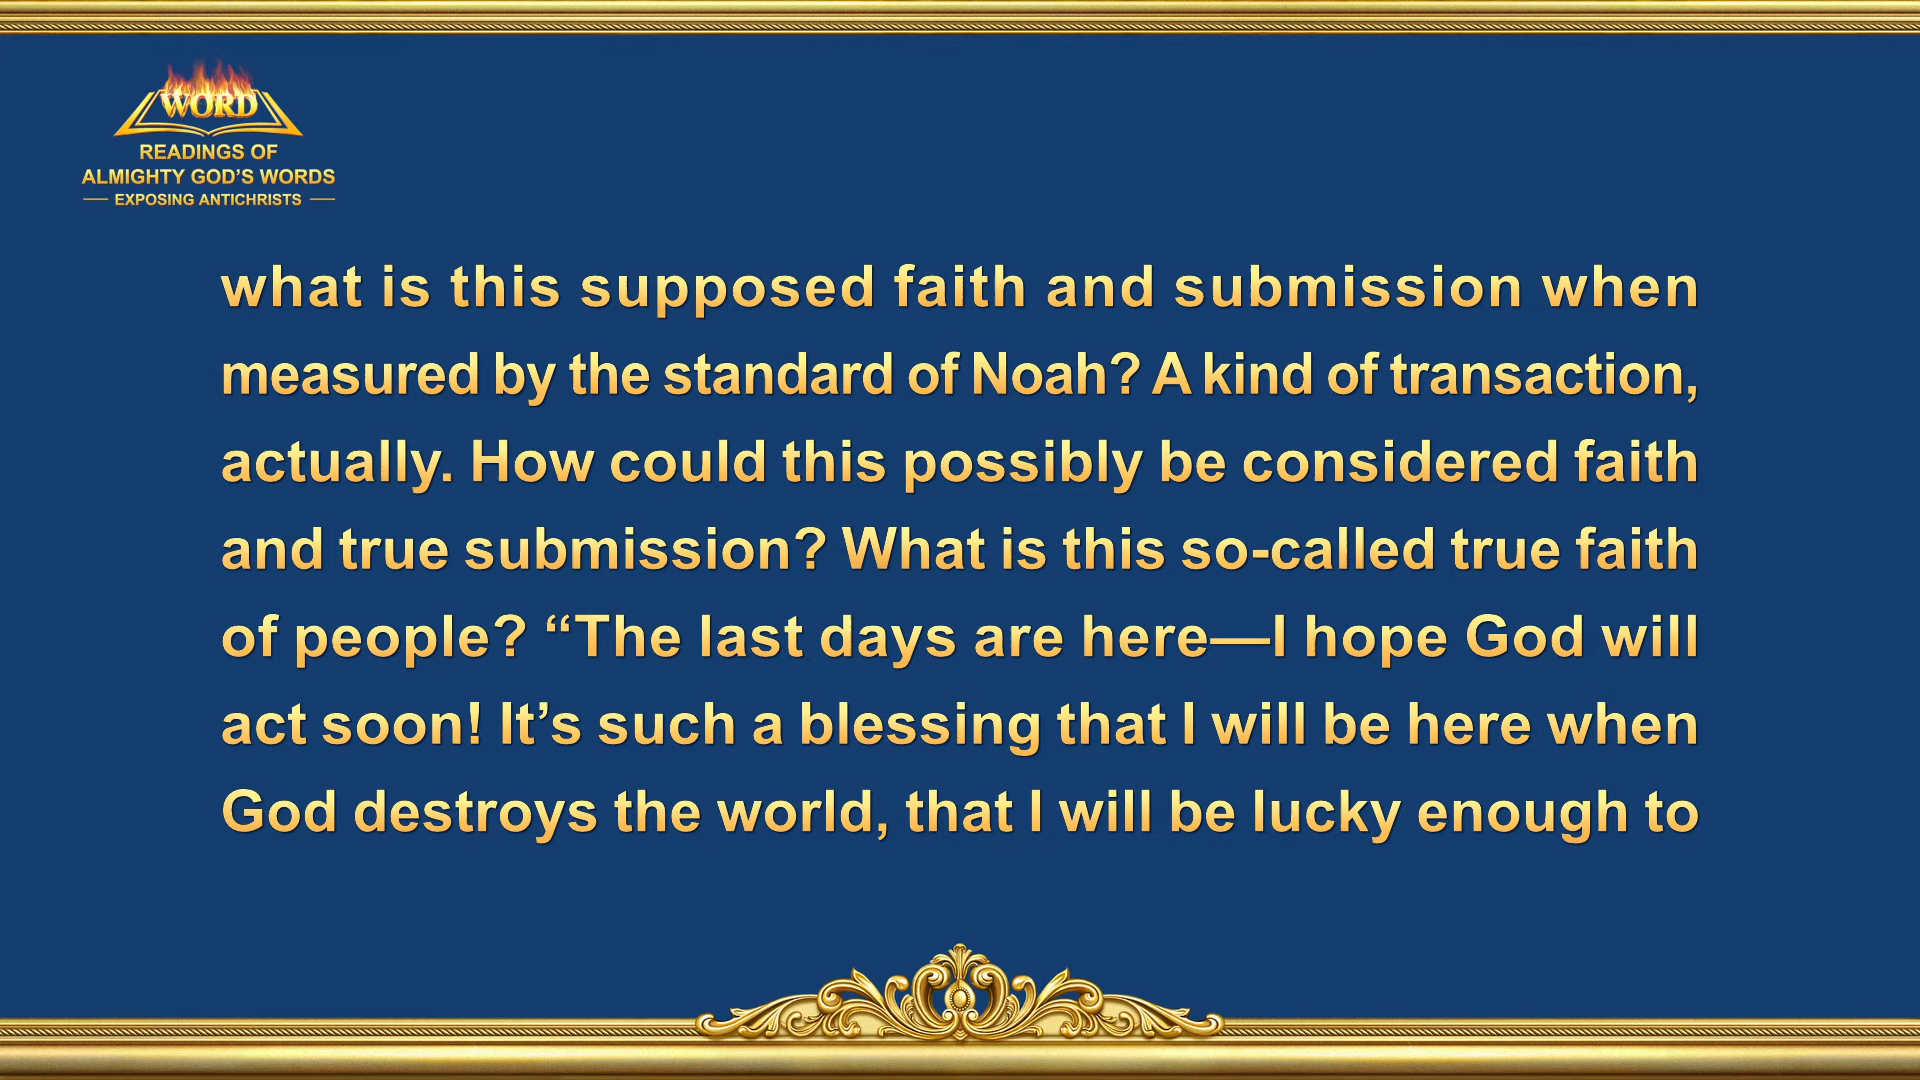 WORD
READINGS OF
ALMIGHTY GOD'S WORDS
EXPOSING ANTICHRISTS
what is this supposed faith and submission when
measured by the standard of Noah? A kind of transaction,
actually. How could this possibly be considered faith
and true submission? What is this so-called true faith
of people? “The last days are here—I hope God will
act soon! It’s such a blessing that I will be here when
God destroys the world, that I will be lucky enough to